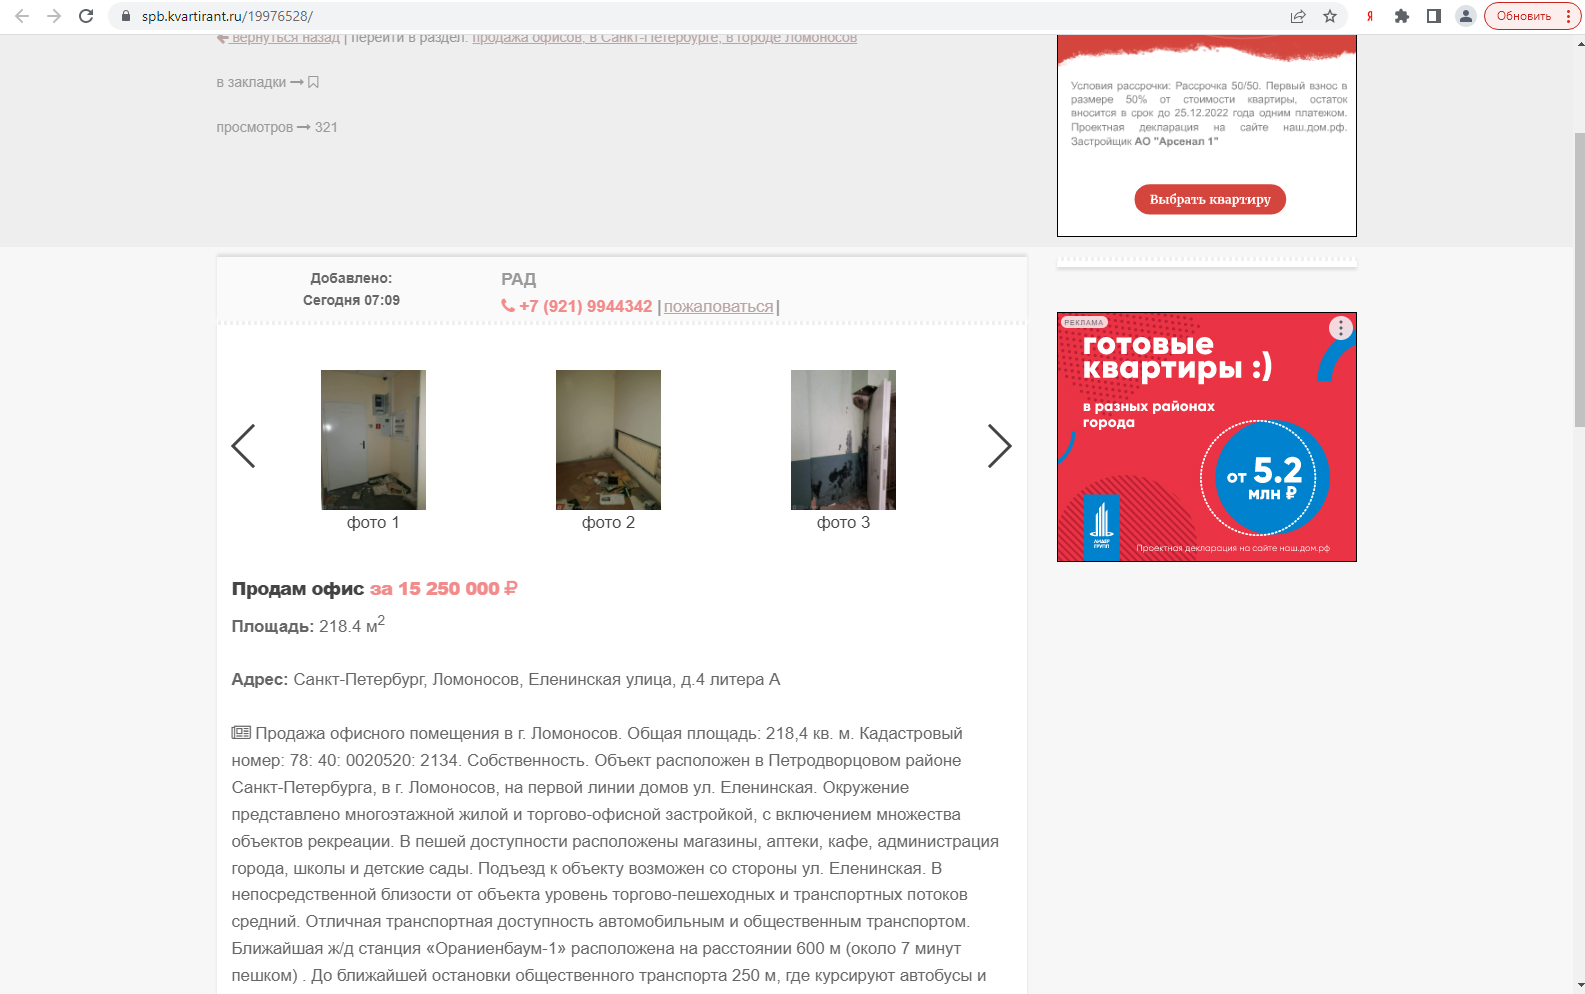 spb.kvartirant.ru/19976528/
Я
Обновить
вернуться назад | перейти в раздел: продажа офисов, в Санкт-Петербурге, в городе Ломоносов
в закладки
просмотров → 321
Условия рассрочки: Рассрочка 50/50. Первый взнос в
размере 50% от стоимости квартиры, остаток
вносится в срок до 25.12.2022 года одним платежом.
Проектная декларация на сайте наш.дом.рф.
Застройщик АО "Арсенал 1"
Выбрать квартиру
Добавлено:
Сегодня 07:09
РАД
+7 (921) 9944342 | пожаловаться |
фото 1
фото 2
фото 3
Продам офис за 15 250 000 ₽
Площадь: 218.4 м2
Адрес: Санкт-Петербург, Ломоносов, Еленинская улица, д.4 литера А
Продажа офисного помещения в г. Ломоносов. Общая площадь: 218,4 кв. м. Кадастровый
номер: 78: 40: 0020520: 2134. Собственность. Объект расположен в Петродворцовом районе
Санкт-Петербурга, в г. Ломоносов, на первой линии домов ул. Еленинская. Окружение
представлено многоэтажной жилой и торгово-офисной застройкой, с включением множества
объектов рекреации. В пешей доступности расположены магазины, аптеки, кафе, администрация
города, школы и детские сады. Подъезд к объекту возможен со стороны ул. Еленинская. В
непосредственной близости от объекта уровень торгово-пешеходных и транспортных потоков
средний. Отличная транспортная доступность автомобильным и общественным транспортом.
Ближайшая ж/д станция «Ораниенбаум-1» расположена на расстоянии 600 м (около 7 минут
пешком) . До ближайшей остановки общественного транспорта 250 м, где курсируют автобусы и
РЕКЛАМА
готовые
квартиры :)
в разных районах
города
от 5.2
млн ₽
ЛИДЕР
ГРУПП
Проектная декларация на сайте наш.дом.рф